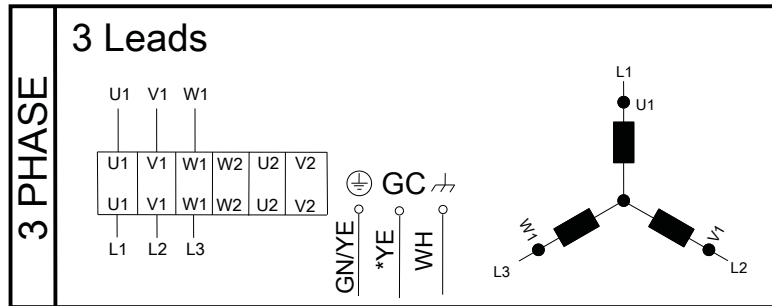 3 PHASE
3 Leads
U1 V1 W1
U1 V1 W1 W2 U2 V2
U1 V1 W1 W2 U2 V2
L1 L2 L3
GC
GN/YE
*YE
WH
L1
U1
W1
L3
V1
L2